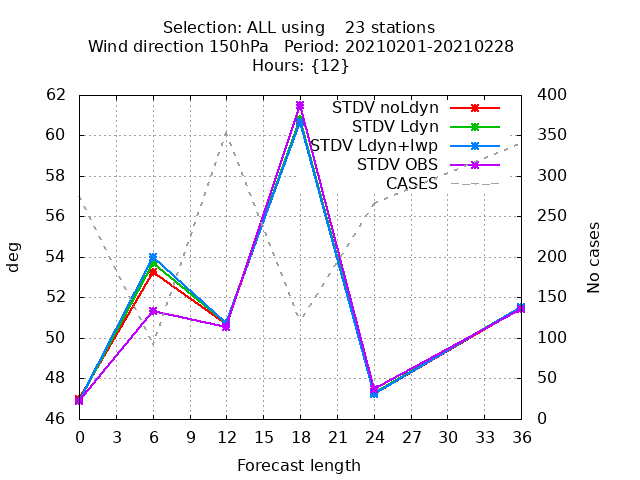 Selection: ALL using    23 stations
Wind direction 150hPa   Period: 20210201-20210228
Hours: {12}
STDV noLdyn
STDV Ldyn
STDV Ldyn+lwp
STDV OBS
CASES
62
60
58
56
54
52
50
48
46
400
350
300
250
200
150
100
50
0
deg
No cases
0 3 6 9 12 15 18 21 24 27 30 33 36
Forecast length